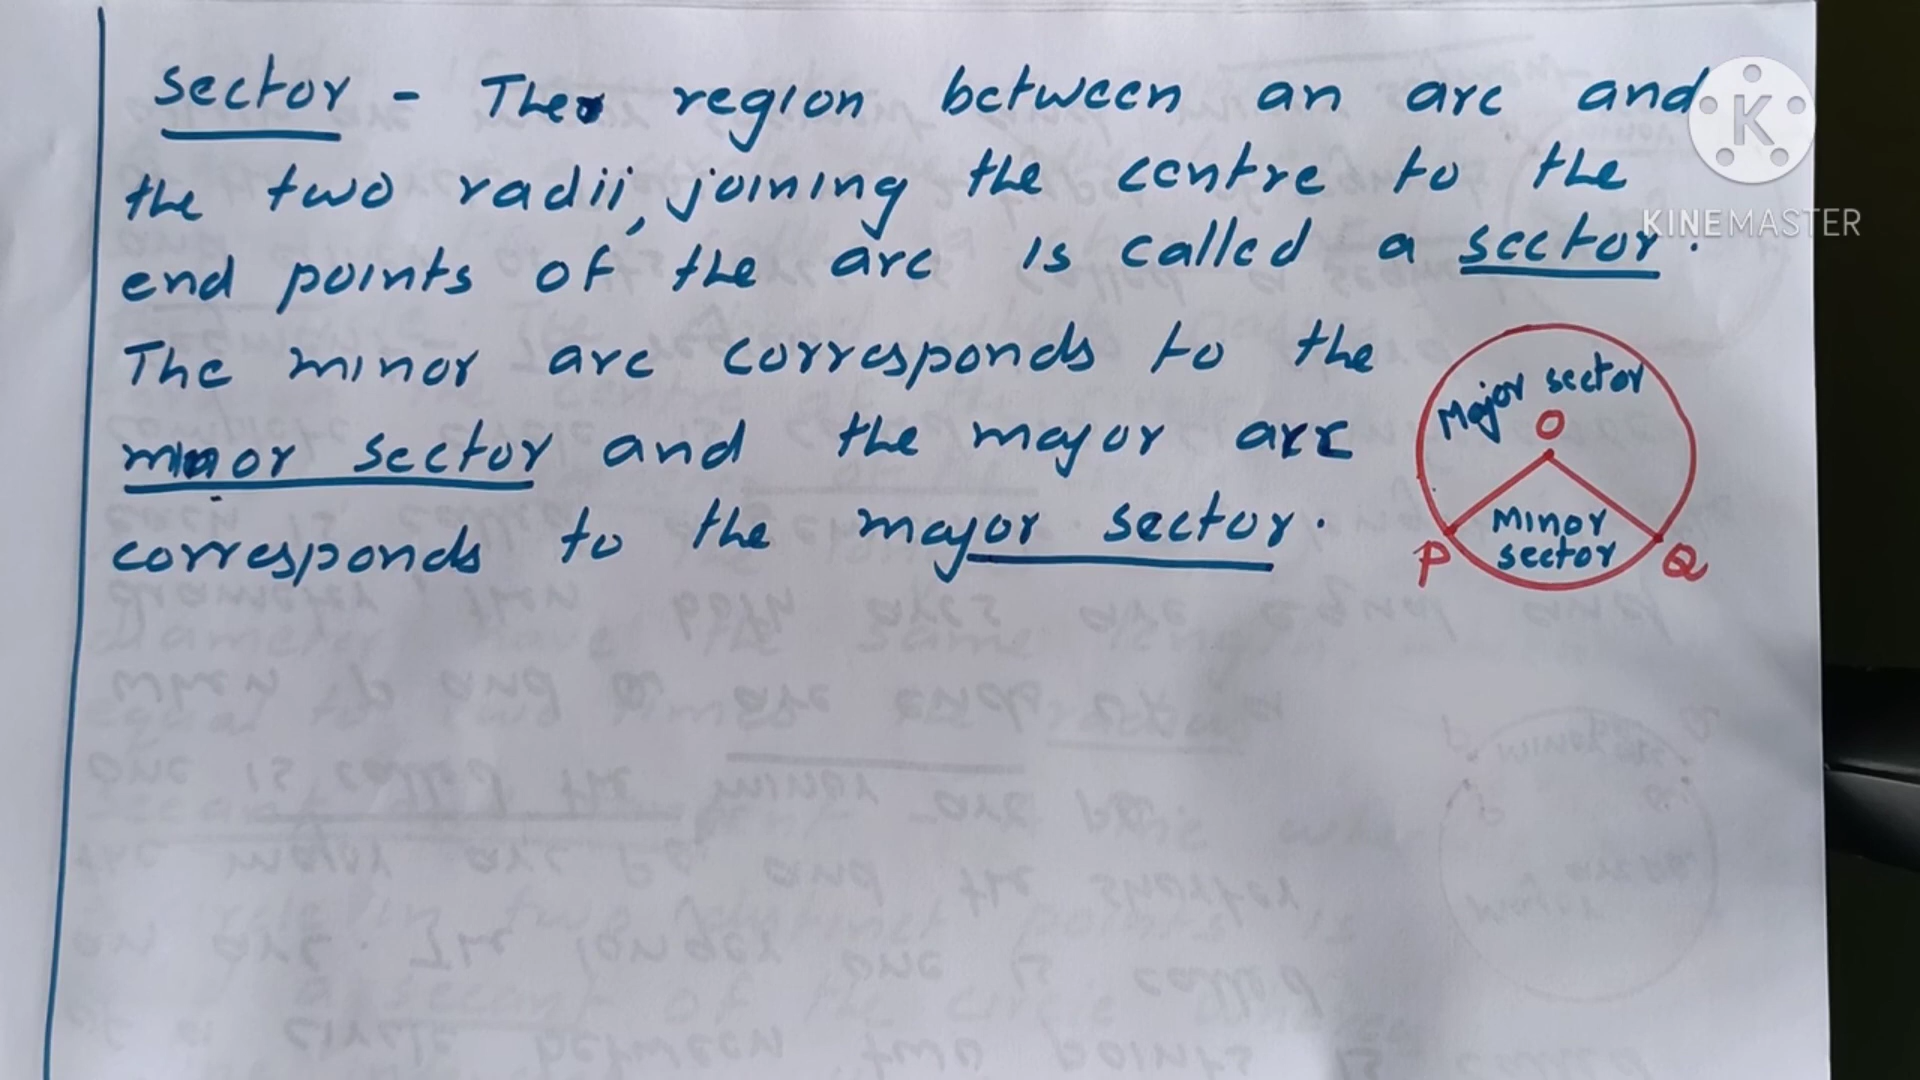 sector - The region between an arc and
the two radii, joining the centre to the
end points of the arc is called a sector.
The minor arc corresponds to the
minor sector and the major arc
corresponds to the major sector.
Major sector
O
Minor
sector
P
Q
K
KINEMASTER